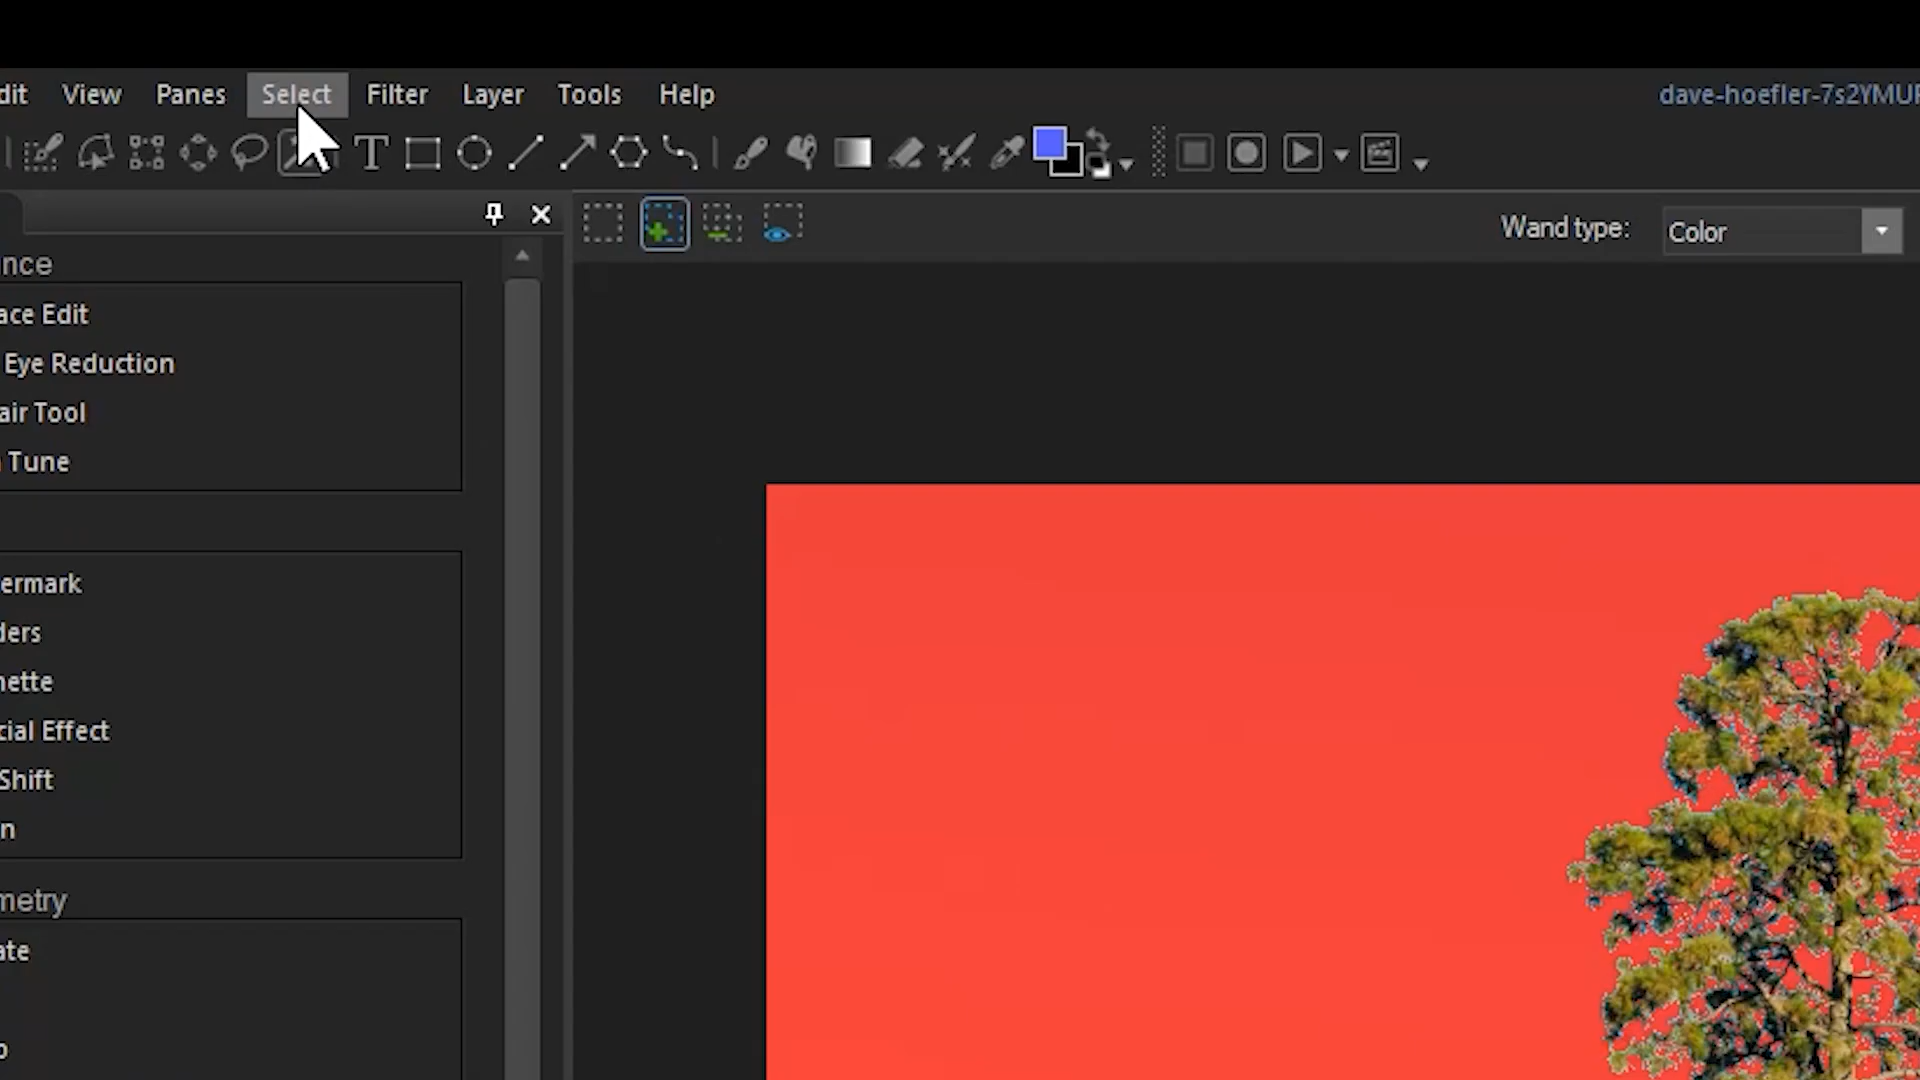 dit View Panes Select Filter Layer Tools Help dave-hoefler-7s2YMUF
T
Wand type: Color
nce
ace Edit
Eye Reduction
air Tool
Tune
ermark
ders
nette
cial Effect
Shift
n
metry
ate